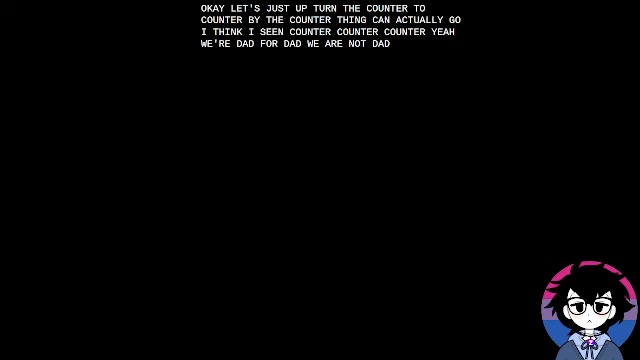 OKAY LET'S JUST UP TURN THE COUNTER TO
COUNTER BY THE COUNTER THING CAN ACTUALLY GO
I THINK I SEEN COUNTER COUNTER COUNTER YEAH
WE'RE DAD FOR DAD WE ARE NOT DAD